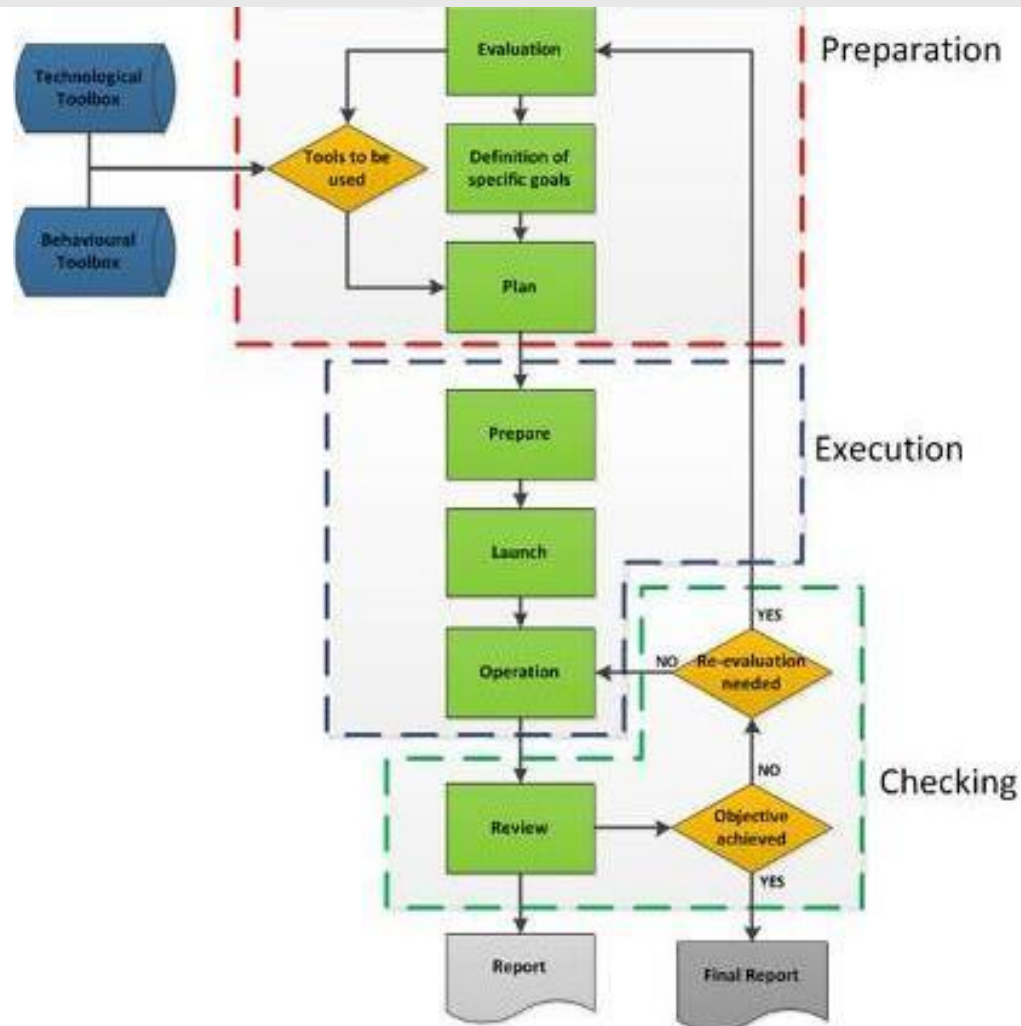 Evaluation
Preparation
Technological
Toolbox
Tools to be
used
Definition of
specific goals
Behavioural
Toolbox
Plan
Prepare
Execution
Launch
YES
Operation
NO
Re-evaluation
needed
NO
Checking
Review
Objective
achieved
YES
Report
Final Report